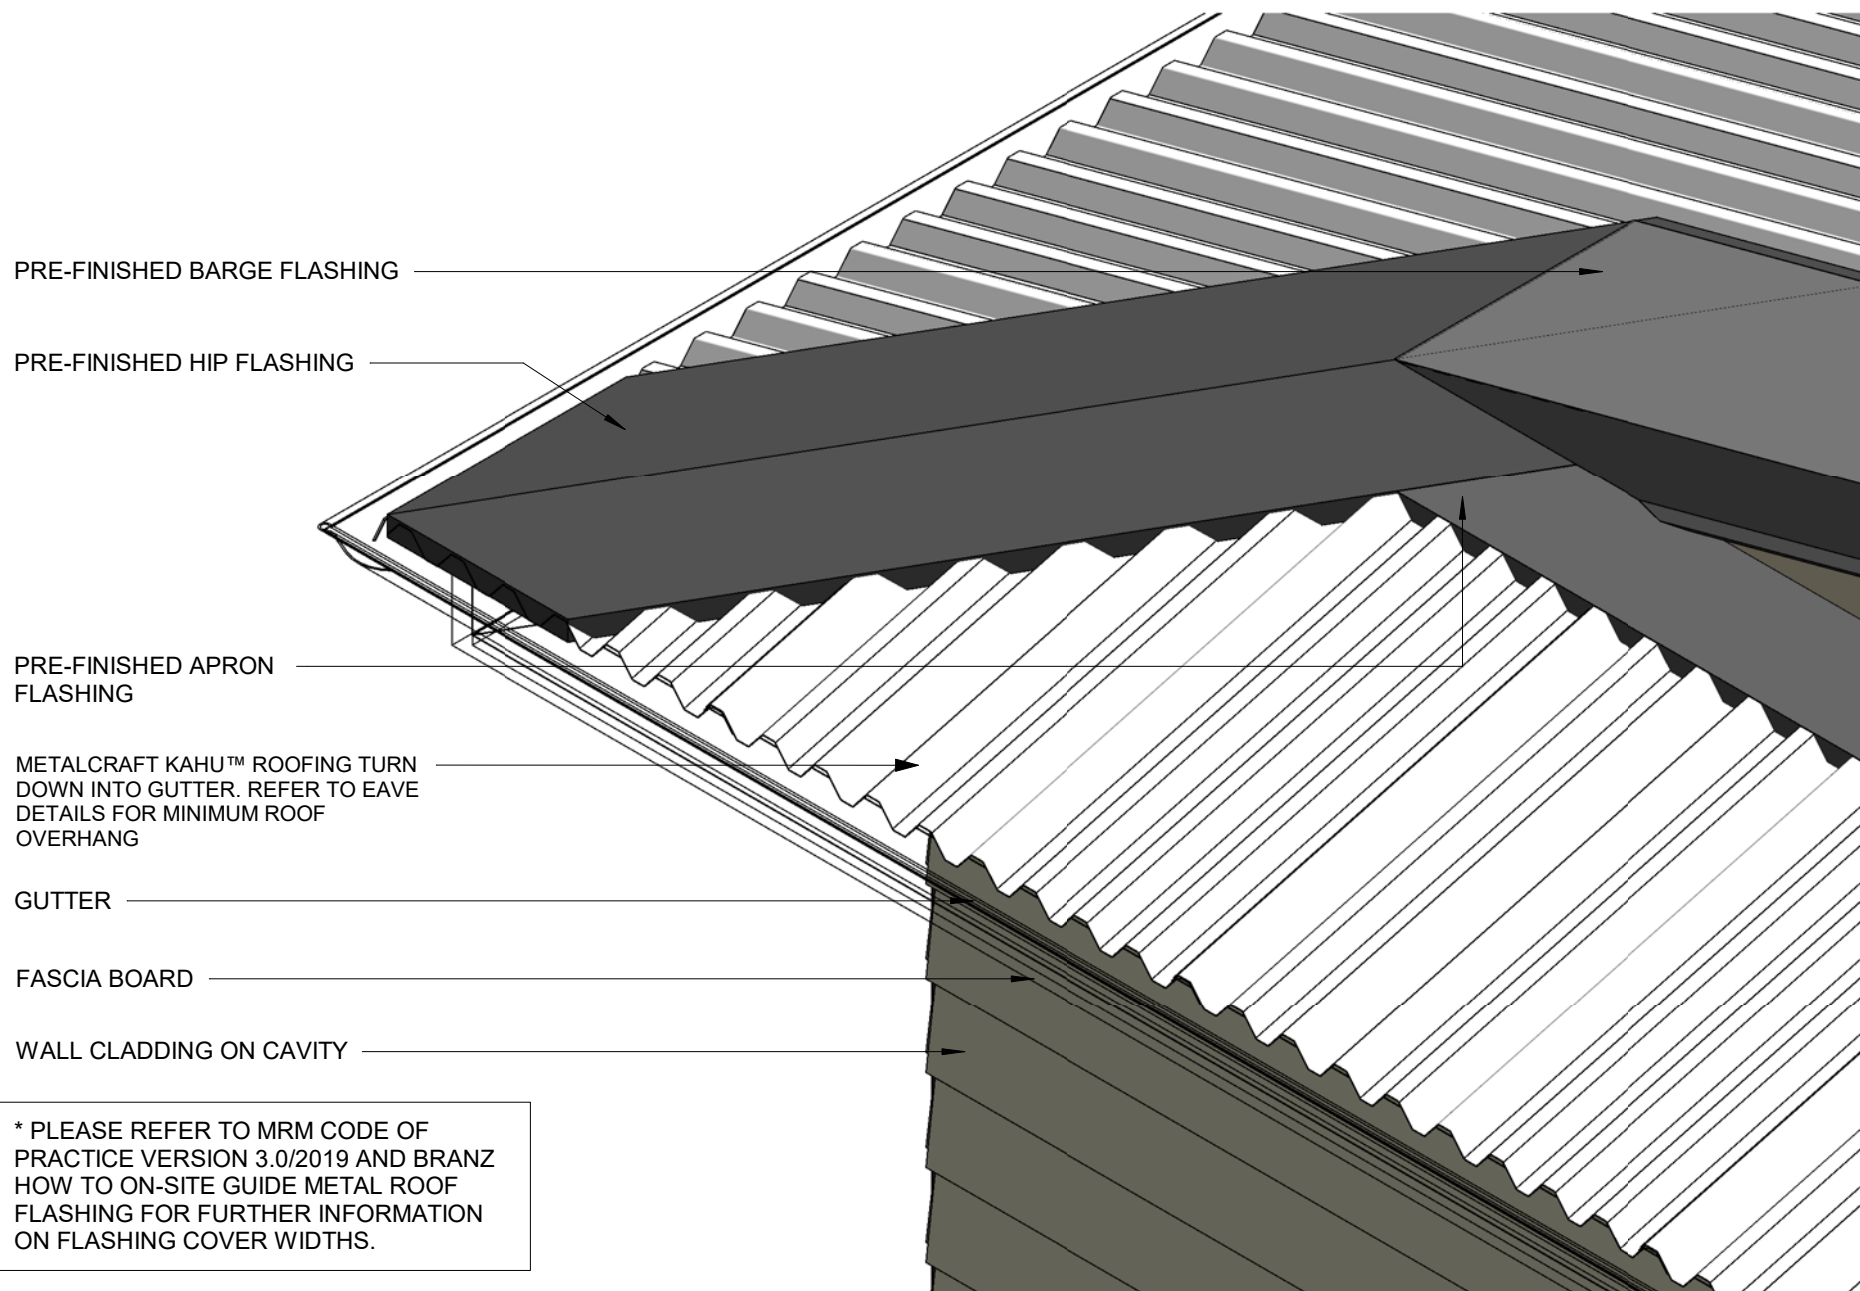 PRE-FINISHED BARGE FLASHING
PRE-FINISHED HIP FLASHING
PRE-FINISHED APRON
FLASHING
METALCRAFT KAHU™ ROOFING TURN
DOWN INTO GUTTER. REFER TO EAVE
DETAILS FOR MINIMUM ROOF
OVERHANG
GUTTER
FASCIA BOARD
WALL CLADDING ON CAVITY
* PLEASE REFER TO MRM CODE OF
PRACTICE VERSION 3.0/2019 AND BRANZ
HOW TO ON-SITE GUIDE METAL ROOF
FLASHING FOR FURTHER INFORMATION
ON FLASHING COVER WIDTHS.